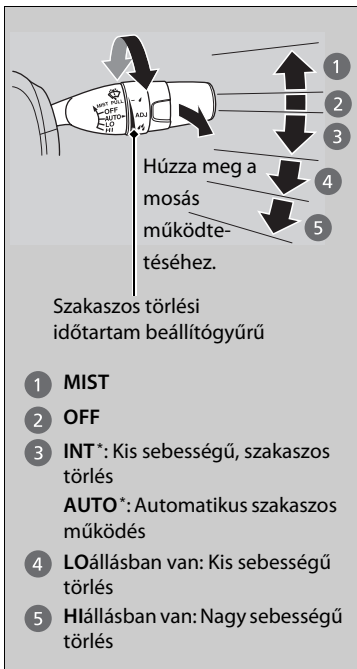 MIST PULL
OFF
AUTO
LO
HI
ADJ
1
2
3
4
5
Húzza meg a
mosás
működte-
téséhez.
Szakaszos törlési
időtartam beállítógyűrű
1 MIST
2 OFF
3 INT*: Kis sebességű, szakaszos
törlés
AUTO*: Automatikus szakaszos
működés
4 LOállásban van: Kis sebességű
törlés
5 HIállásban van: Nagy sebességű
törlés